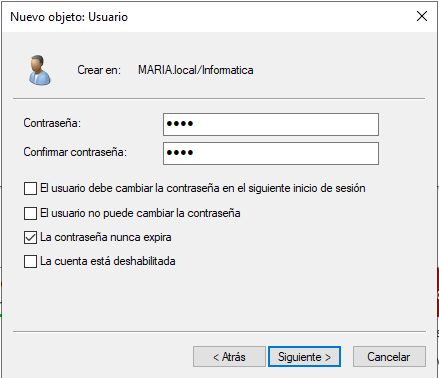 Nuevo objeto: Usuario
Crear en: MARIA.local/Informatica
Contraseña: ●●●●
Confirmar contraseña: ●●●●
El usuario debe cambiar la contraseña en el siguiente inicio de sesión
El usuario no puede cambiar la contraseña
La contraseña nunca expira
La cuenta está deshabilitada
< Atrás Siguiente > Cancelar